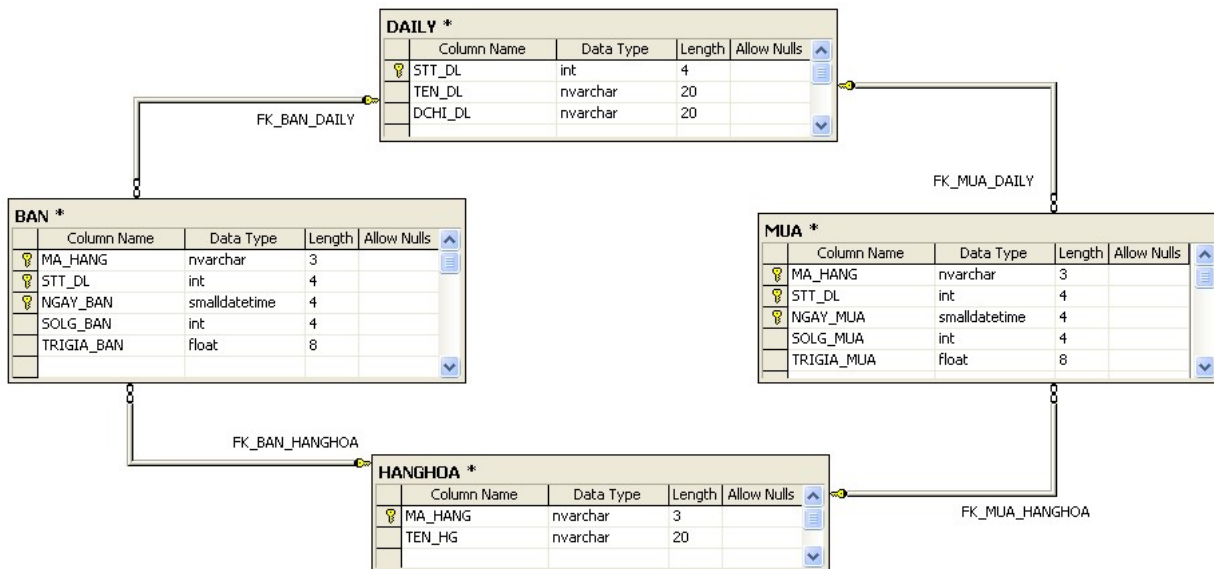 DAILY *
Column Name Data Type Length Allow Nulls
STT_DL int 4
TEN_DL nvarchar 20
DCHI_DL nvarchar 20
FK_BAN_DAILY
FK_MUA_DAILY
BAN *
Column Name Data Type Length Allow Nulls
MA_HANG nvarchar 3
STT_DL int 4
NGAY_BAN smalldatetime 4
SOLG_BAN int 4
TRIGIA_BAN float 8
MUA *
Column Name Data Type Length Allow Nulls
MA_HANG nvarchar 3
STT_DL int 4
NGAY_MUA smalldatetime 4
SOLG_MUA int 4
TRIGIA_MUA float 8
FK_BAN_HANGHOA
HANGHOA *
Column Name Data Type Length Allow Nulls
MA_HANG nvarchar 3
TEN_HG nvarchar 20
FK_MUA_HANGHOA